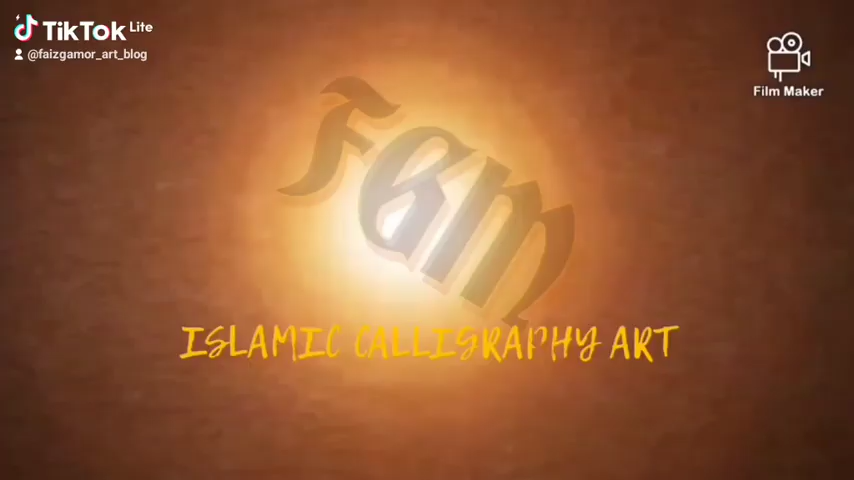 TikTok Lite
@faizgamor_art_blog
Film Maker
FGM
ISLAMIC CALLIGRAPHY ART